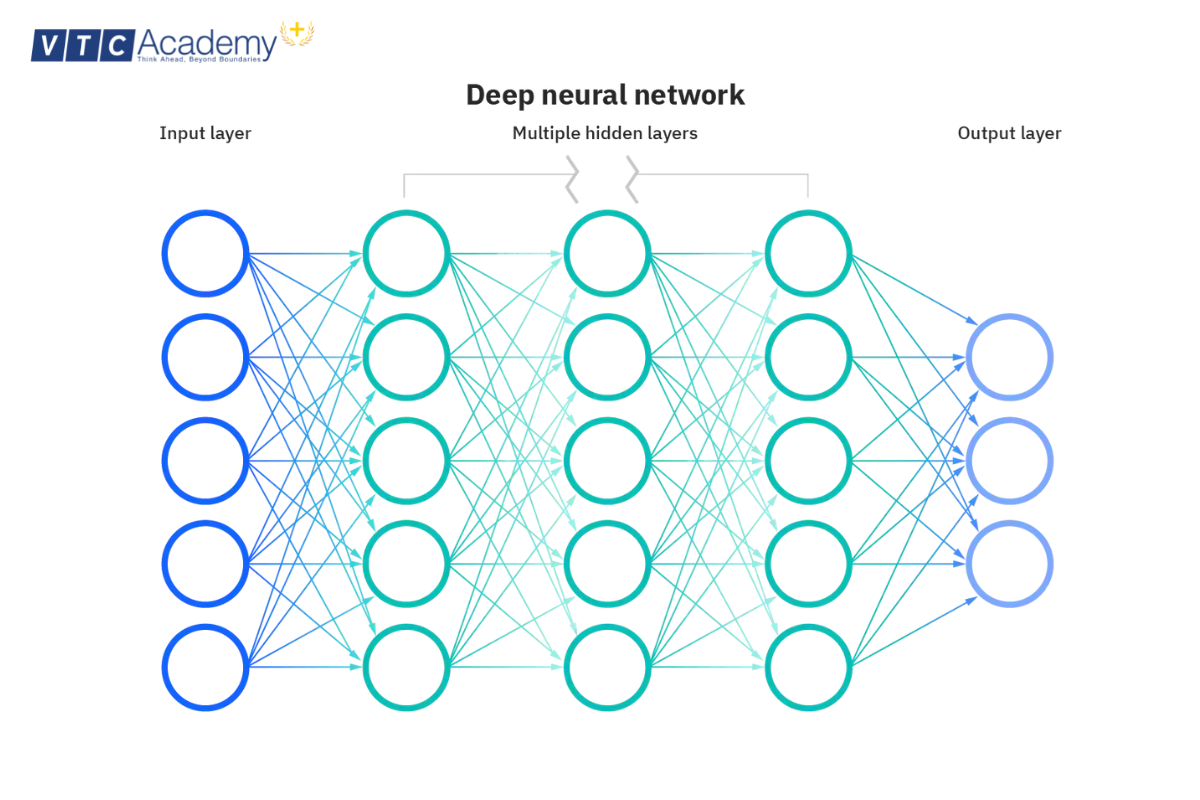 VTC Academy
Think Ahead, Beyond Boundaries
Deep neural network
Input layer
Multiple hidden layers
Output layer